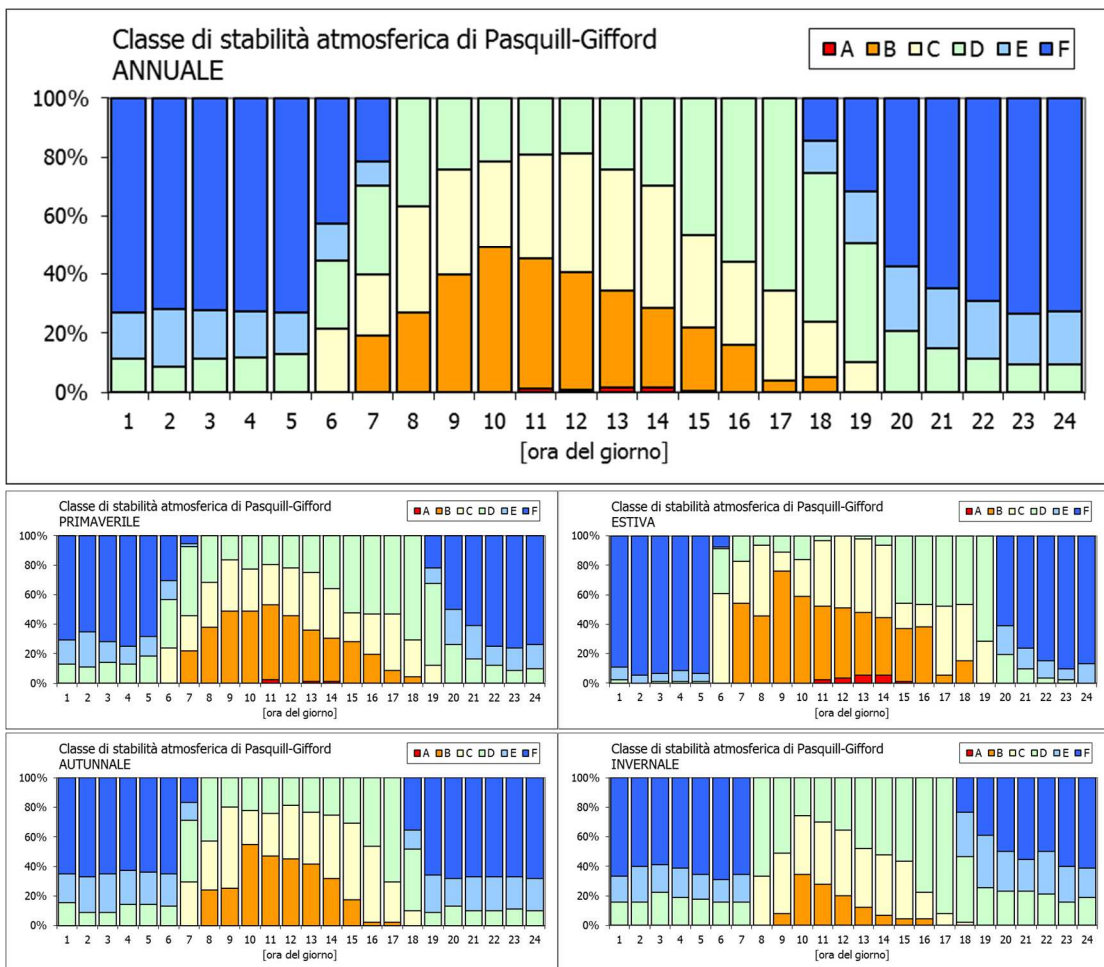 Classe di stabilità atmosferica di Pasquill-Gifford
ANNUALE
A B C D E F
100%
80%
60%
40%
20%
0%
1 2 3 4 5 6 7 8 9 10 11 12 13 14 15 16 17 18 19 20 21 22 23 24
[ora del giorno]
Classe di stabilità atmosferica di Pasquill-Gifford
PRIMAVERILE
A B C D E F
100%
80%
60%
40%
20%
0%
1 2 3 4 5 6 7 8 9 10 11 12 13 14 15 16 17 18 19 20 21 22 23 24
[ora del giorno]
Classe di stabilità atmosferica di Pasquill-Gifford
ESTIVA
A B C D E F
100%
80%
60%
40%
20%
0%
1 2 3 4 5 6 7 8 9 10 11 12 13 14 15 16 17 18 19 20 21 22 23 24
[ora del giorno]
Classe di stabilità atmosferica di Pasquill-Gifford
AUTUNNALE
A B C D E F
100%
80%
60%
40%
20%
0%
1 2 3 4 5 6 7 8 9 10 11 12 13 14 15 16 17 18 19 20 21 22 23 24
[ora del giorno]
Classe di stabilità atmosferica di Pasquill-Gifford
INVERNALE
A B C D E F
100%
80%
60%
40%
20%
0%
1 2 3 4 5 6 7 8 9 10 11 12 13 14 15 16 17 18 19 20 21 22 23 24
[ora del giorno]